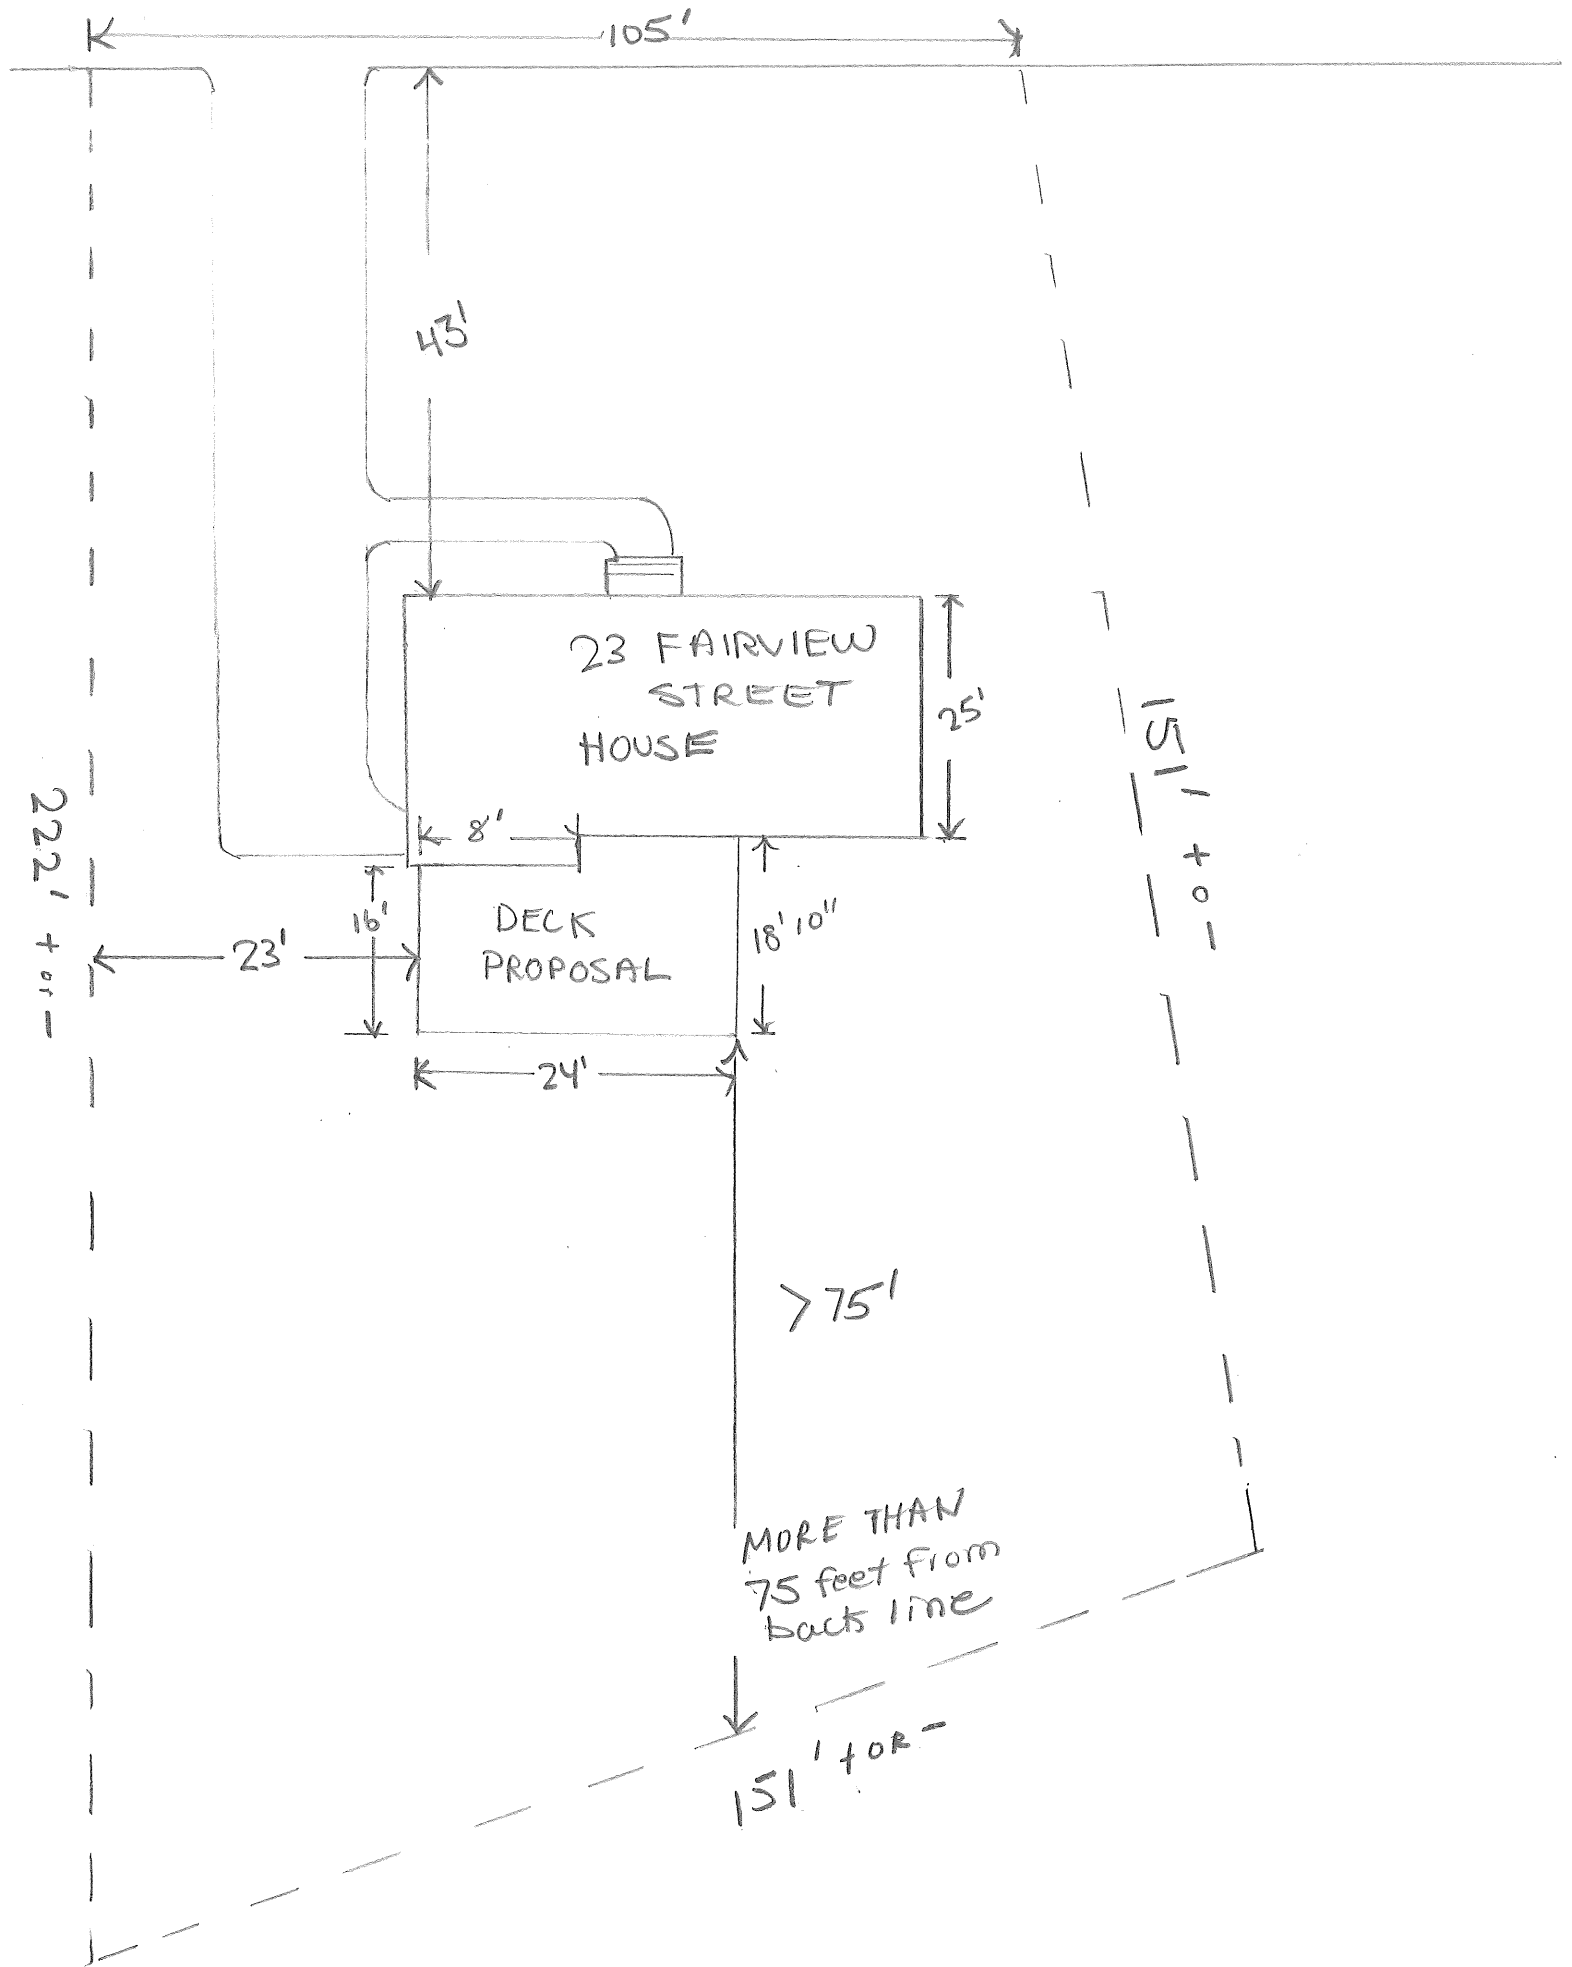 105'
43'
23 FAIRVIEW
STREET
HOUSE
25'
151' + o -
8'
222' + or -
16'
DECK
PROPOSAL
18' 10"
23'
24'
> 75'
MORE THAN
75 feet from
back line
151' + OR -